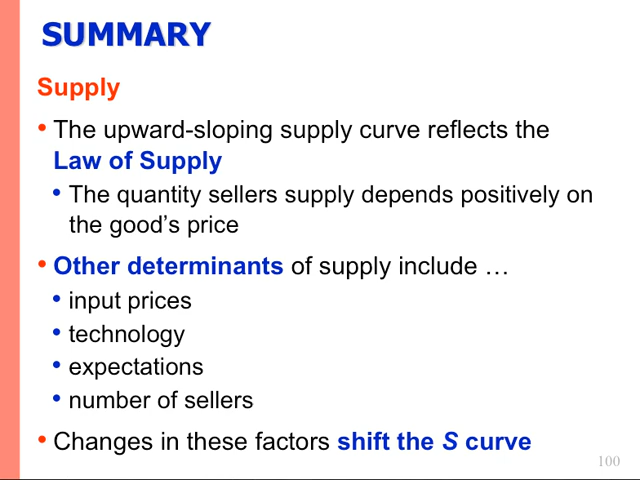 SUMMARY
Supply
• The upward-sloping supply curve reflects the
Law of Supply
• The quantity sellers supply depends positively on
the good’s price
• Other determinants of supply include …
• input prices
• technology
• expectations
• number of sellers
• Changes in these factors shift the S curve
100